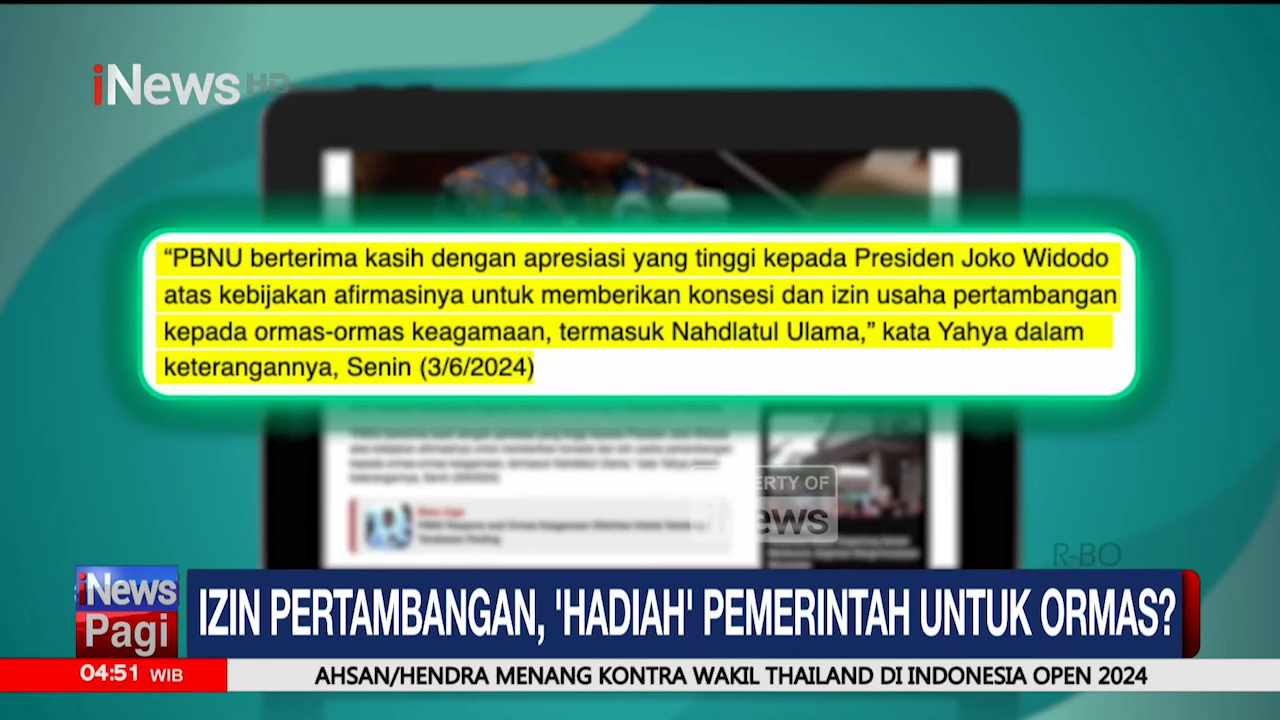 iNews HD
“PBNU berterima kasih dengan apresiasi yang tinggi kepada Presiden Joko Widodo
atas kebijakan afirmasinya untuk memberikan konsesi dan izin usaha pertambangan
kepada ormas-ormas keagamaan, termasuk Nahdlatul Ulama,” kata Yahya dalam
keterangannya, Senin (3/6/2024)
R-BO
iNews
Pagi
IZIN PERTAMBANGAN, 'HADIAH' PEMERINTAH UNTUK ORMAS?
04:51 WIB
AHSAN/HENDRA MENANG KONTRA WAKIL THAILAND DI INDONESIA OPEN 2024